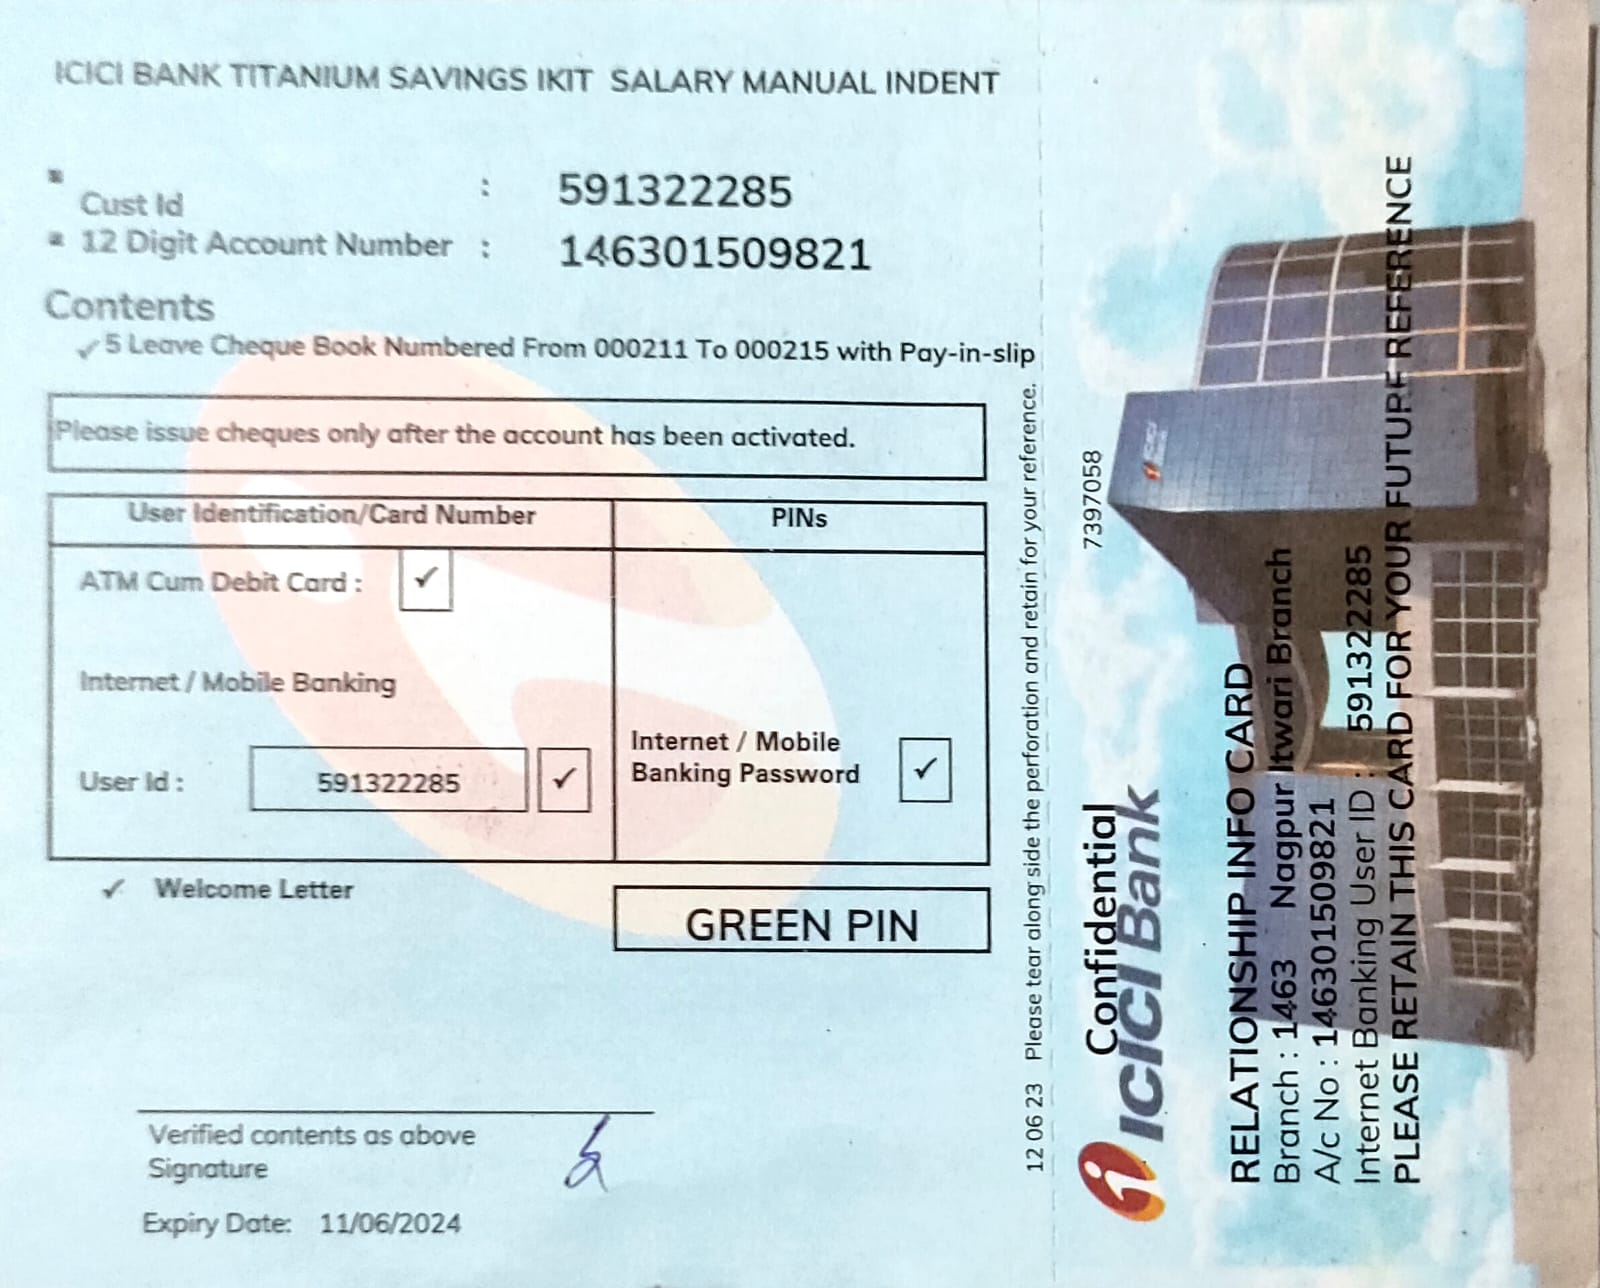 ICICI BANK TITANIUM SAVINGS IKIT SALARY MANUAL INDENT
Cust Id : 591322285
12 Digit Account Number : 146301509821
Contents
✓ 5 Leave Cheque Book Numbered From 000211 To 000215 with Pay-in-slip
Please issue cheques only after the account has been activated.
User Identification/Card Number PINs
ATM Cum Debit Card : ✓
Internet / Mobile Banking
User Id : 591322285 ✓
Internet / Mobile
Banking Password ✓
✓ Welcome Letter
GREEN PIN
Verified contents as above
Signature
Expiry Date: 11/06/2024
12 06 23 Please tear along side the perforation and retain for your reference.
7397058
Confidential
ICICI Bank
RELATIONSHIP INFO CARD
Branch : 1463 Nagpur Itwari Branch
A/c No : 146301509821
Internet Banking User ID : 591322285
PLEASE RETAIN THIS CARD FOR YOUR FUTURE REFERENCE